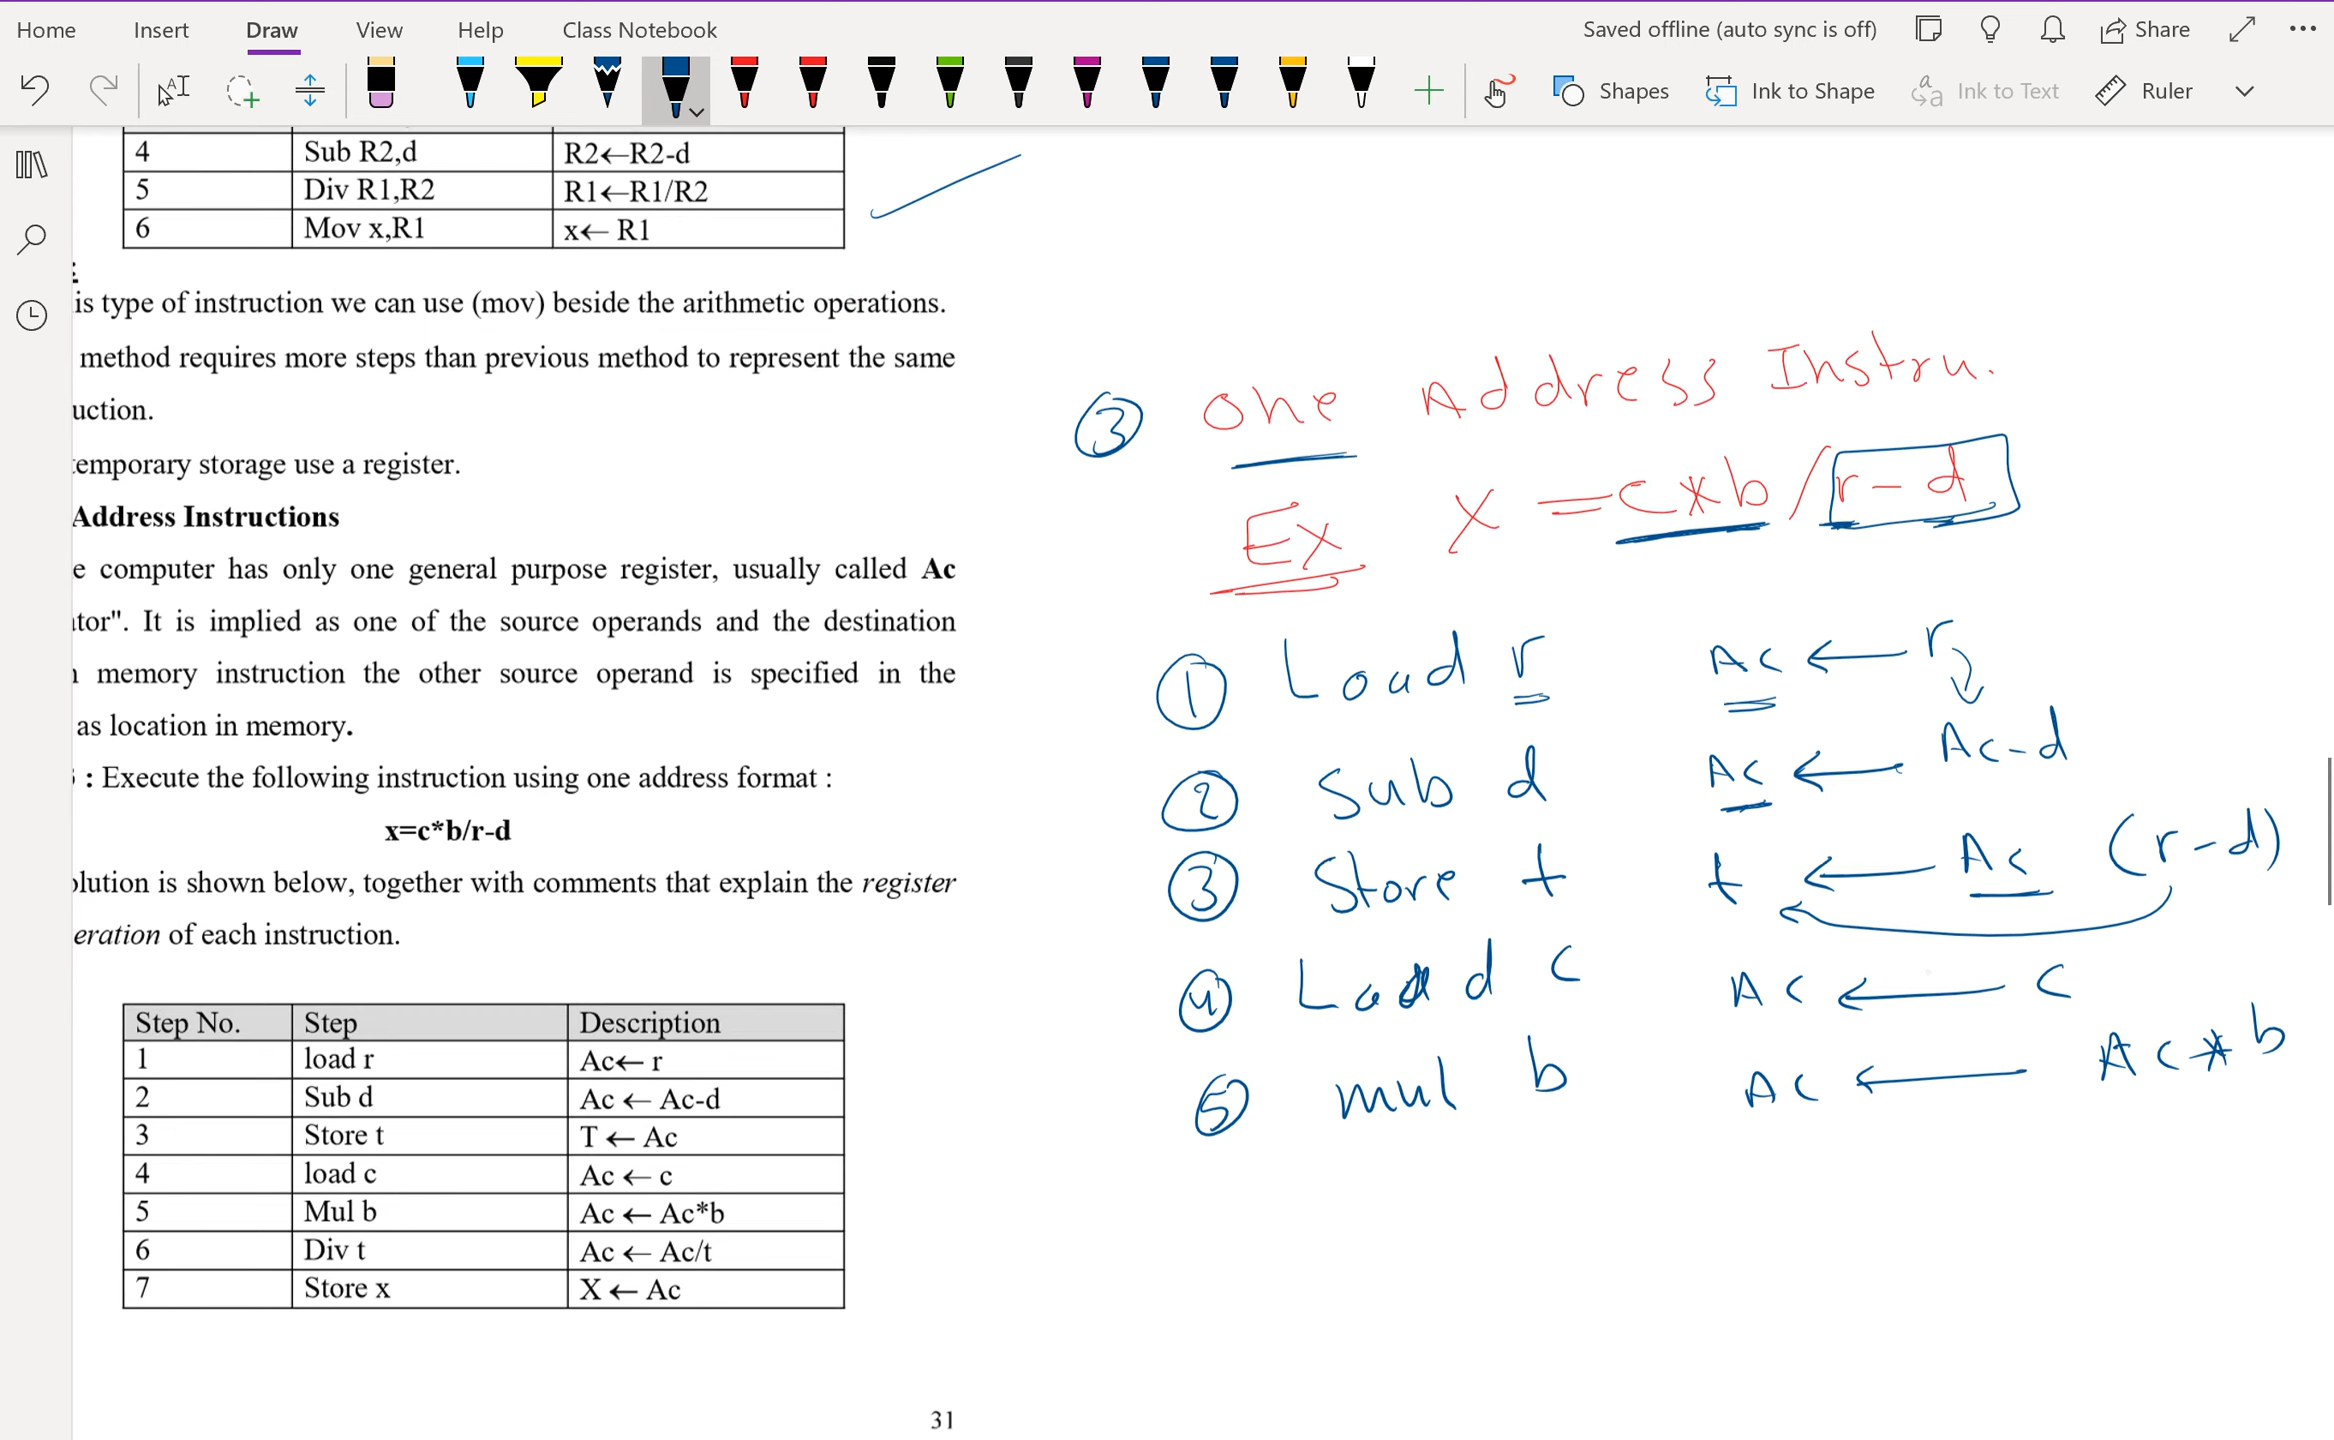 Home Insert Draw View Help Class Notebook Saved offline (auto sync is off) Share
Shapes Ink to Shape Ink to Text Ruler
4 Sub R2,d R2←R2-d
5 Div R1,R2 R1←R1/R2
6 Mov x,R1 x← R1
is type of instruction we can use (mov) beside the arithmetic operations.
method requires more steps than previous method to represent the same
uction.
temporary storage use a register.
Address Instructions
e computer has only one general purpose register, usually called Ac
tor". It is implied as one of the source operands and the destination
memory instruction the other source operand is specified in the
as location in memory.
: Execute the following instruction using one address format :
x=c*b/r-d
olution is shown below, together with comments that explain the register
eration of each instruction.
Step No. Step Description
1 load r Ac← r
2 Sub d Ac ← Ac-d
3 Store t T ← Ac
4 load c Ac ← c
5 Mul b Ac ← Ac*b
6 Div t Ac ← Ac/t
7 Store x X ← Ac
31
③ One Address Instru.
Ex X = c*b/r-d
① Load r Ac ← r
② Sub d Ac ← Ac-d
③ Store t t ← Ac (r-d)
④ Load c Ac ← c
⑤ mul b Ac ← Ac*b